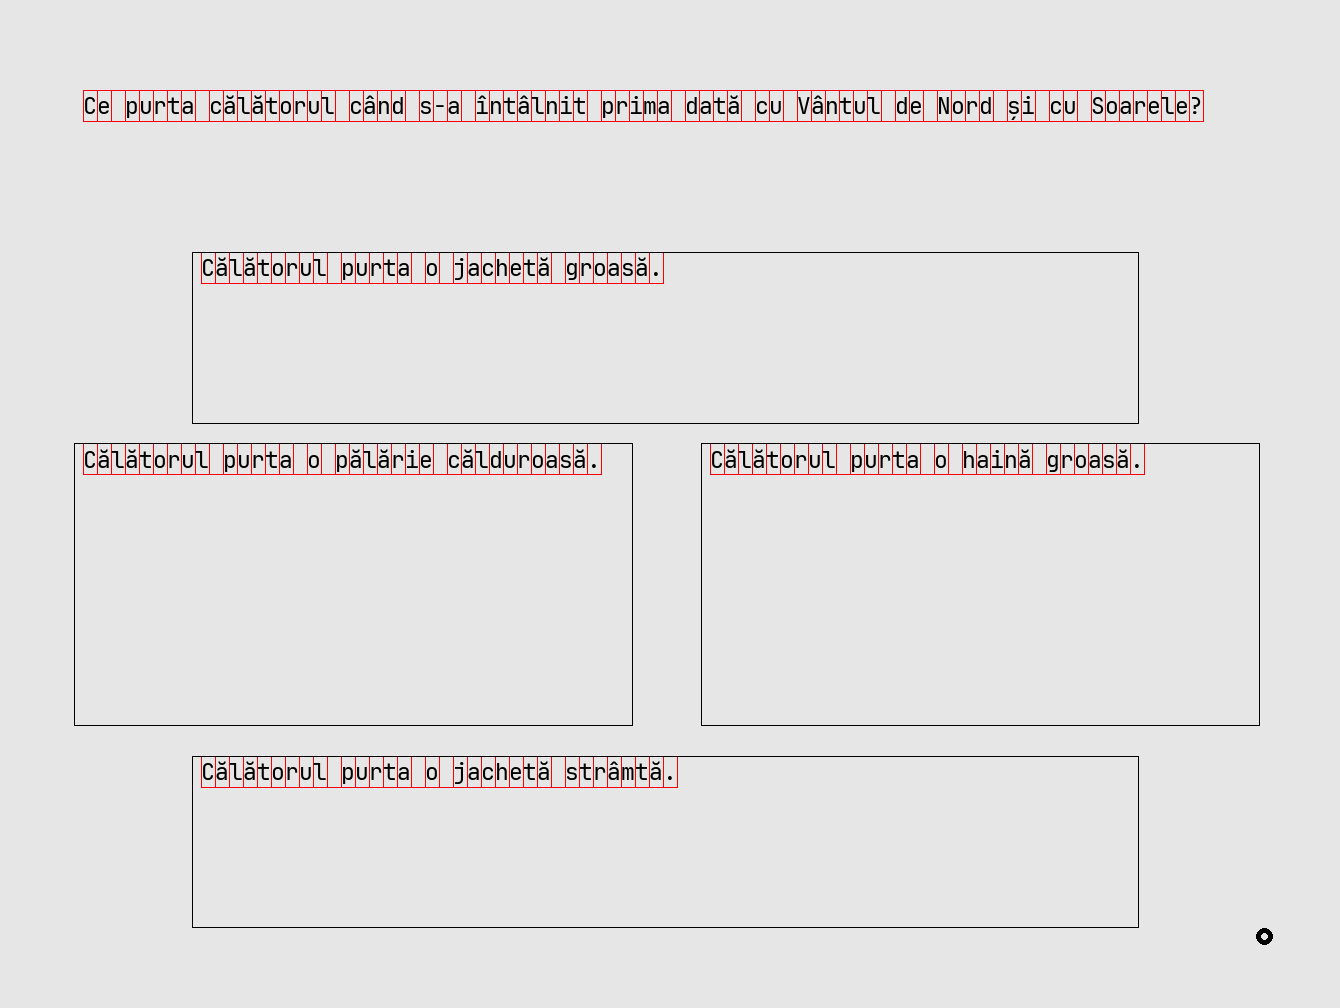 Ce purta călătorul când s-a întâlnit prima dată cu Vântul de Nord și cu Soarele?
Călătorul purta o jachetă groasă.
Călătorul purta o pălărie călduroasă.
Călătorul purta o haină groasă.
Călătorul purta o jachetă strâmtă.